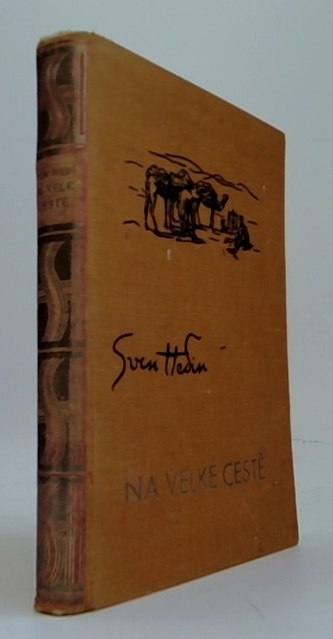 SVEN HEDIN
NA VELKÉ
CESTĚ
Sven Hedin
NA VELKÉ CESTĚ